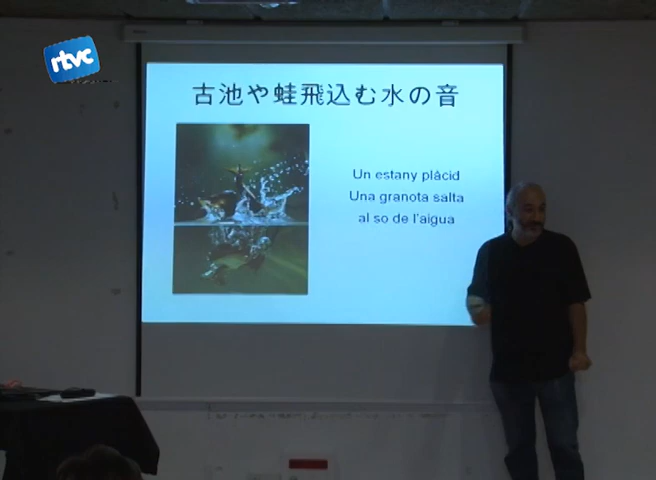 rtvc
古池や蛙飛込む水の音
Un estany plàcid
Una granota salta
al so de l'aigua